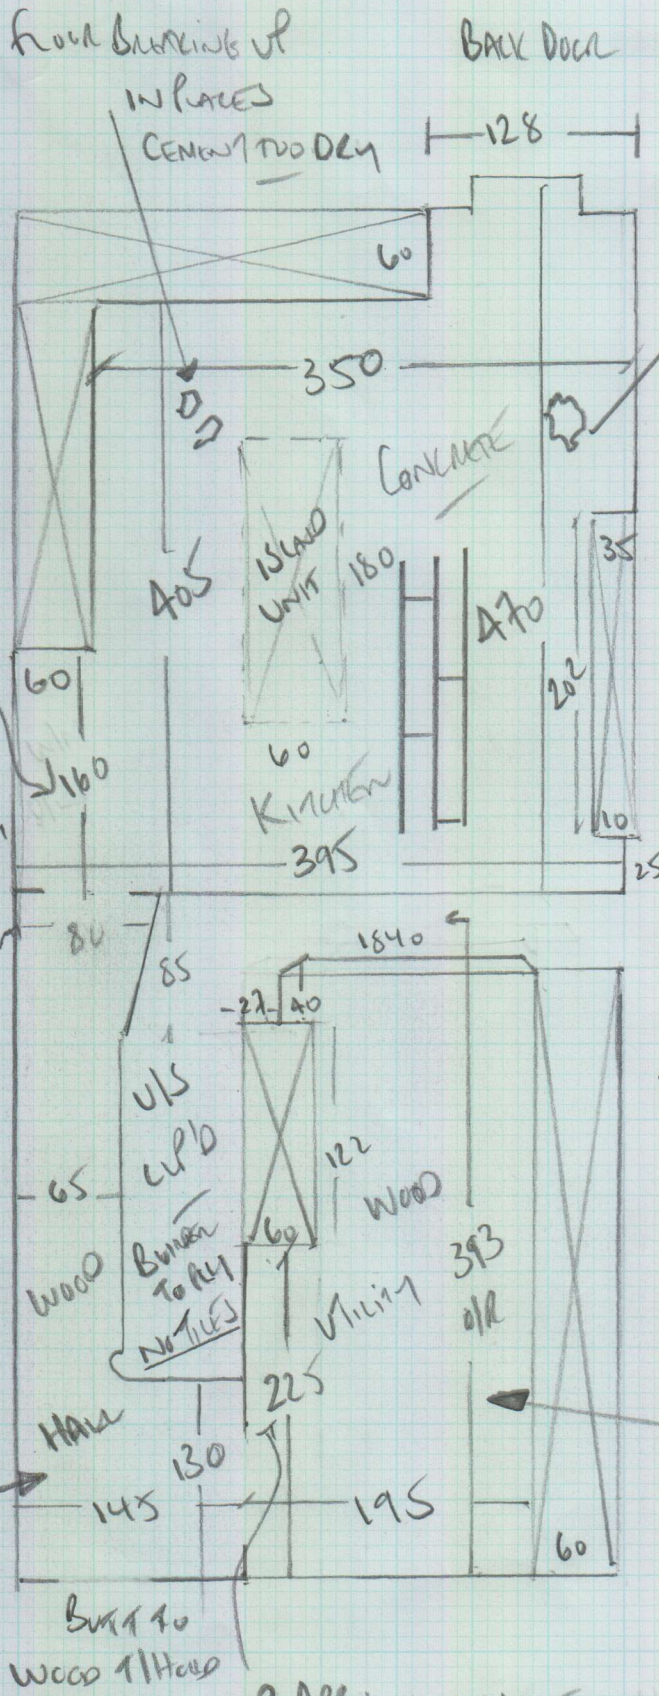 FLOOR BREAKING UP
IN PLACES
CEMENT TOO DRY
BACK DOOR
128
60
350
CONCRETE
ISLAND
UNIT
180
405
470
35
202
60
60
160
KITCHEN
10
395
25
80
85
1840
27
40
U/S
CUP'D
122
WOOD
65
60
WOOD
TO PLY
NO TILES
UTILITY
393
O/R
225
HALL
130
145
195
60
BUTT TO
WOOD T/HOLD